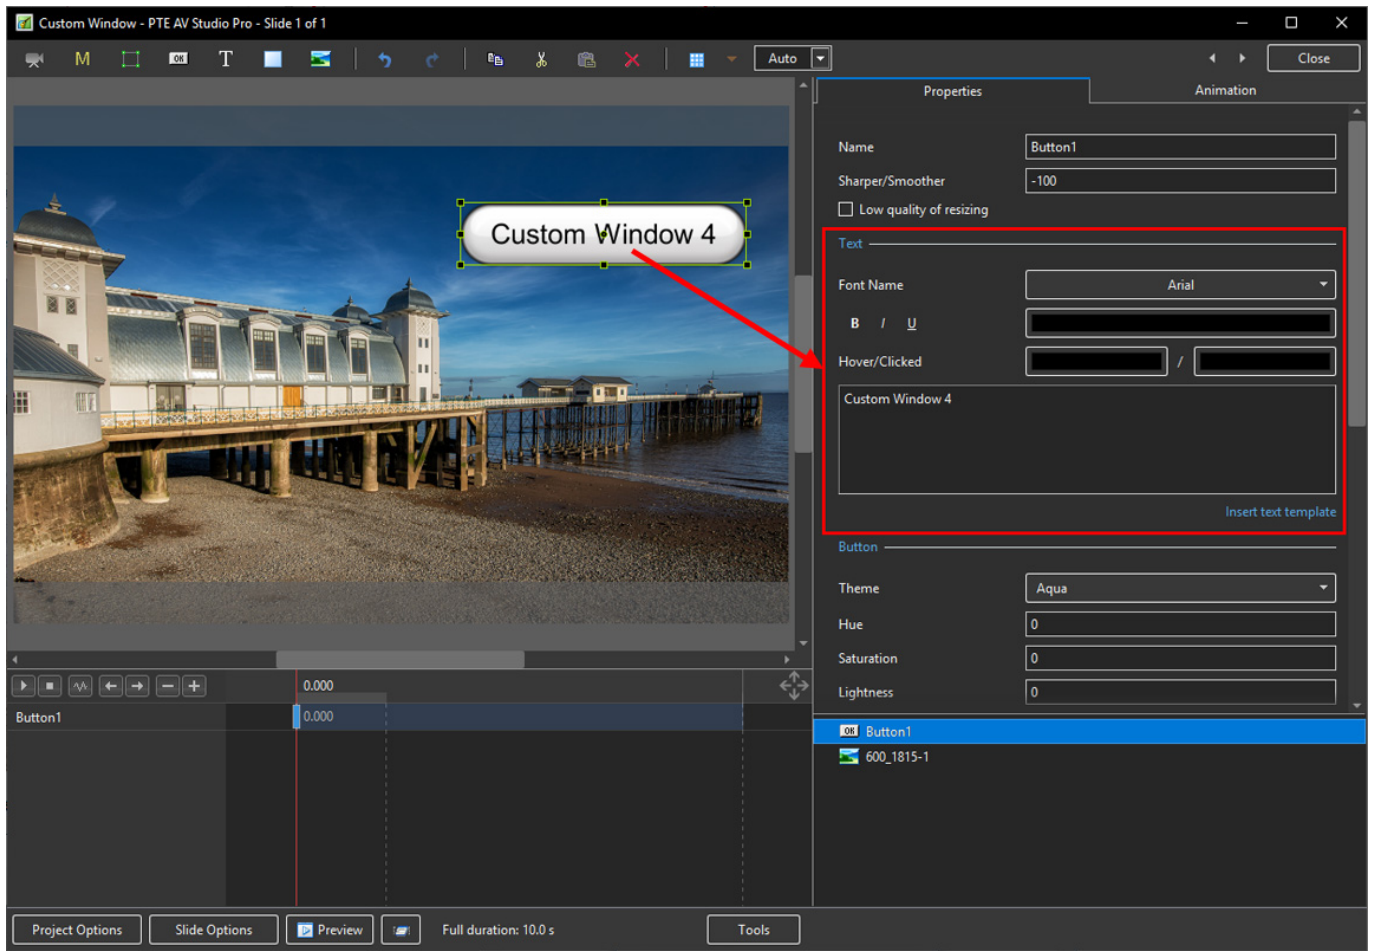 Custom Window - PTE AV Studio Pro - Slide 1 of 1
M OK T Auto Close
Properties Animation
Name Button1
Sharper/Smoother -100
Low quality of resizing
Text
Font Name Arial
B I U
Hover/Clicked /
Custom Window 4
Insert text template
Button
Theme Aqua
Hue 0
Saturation 0
Lightness 0
Custom Window 4
0.000
Button1 0.000
OK Button1
600_1815-1
Project Options Slide Options Preview Full duration: 10.0 s Tools